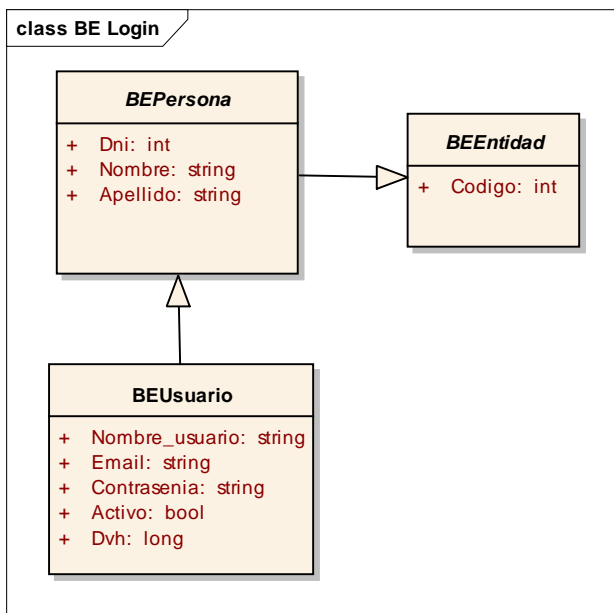 class BE Login
BEPersona
+ Dni: int
+ Nombre: string
+ Apellido: string
BEEntidad
+ Codigo: int
BEUsuario
+ Nombre_usuario: string
+ Email: string
+ Contrasenia: string
+ Activo: bool
+ Dvh: long